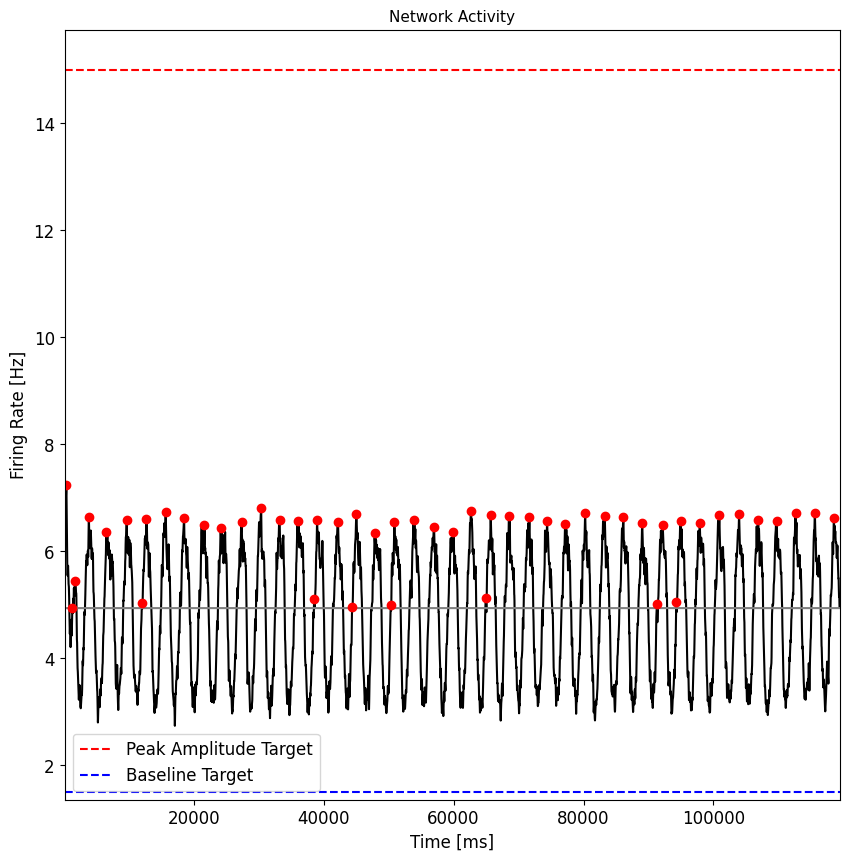 Network Activity
Firing Rate [Hz]
14
12
10
8
6
4
2
Peak Amplitude Target
Baseline Target
20000 40000 60000 80000 100000
Time [ms]